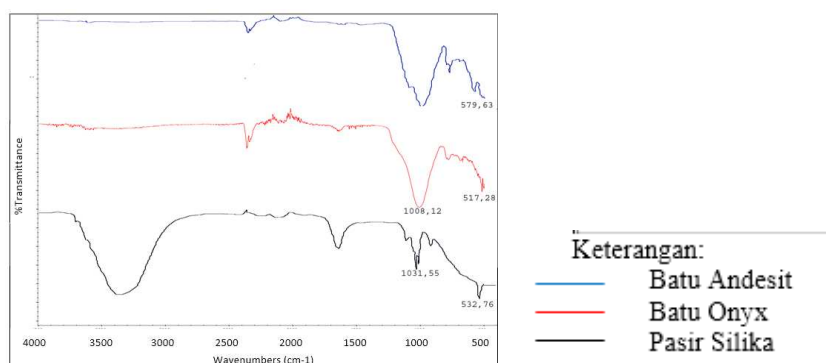 %Transmittance
579,63
517,28
1008,12
1031,55
532,76
4000 3500 3000 2500 2000 1500 1000 500
Wavenumbers (cm-1)
Keterangan:
Batu Andesit
Batu Onyx
Pasir Silika